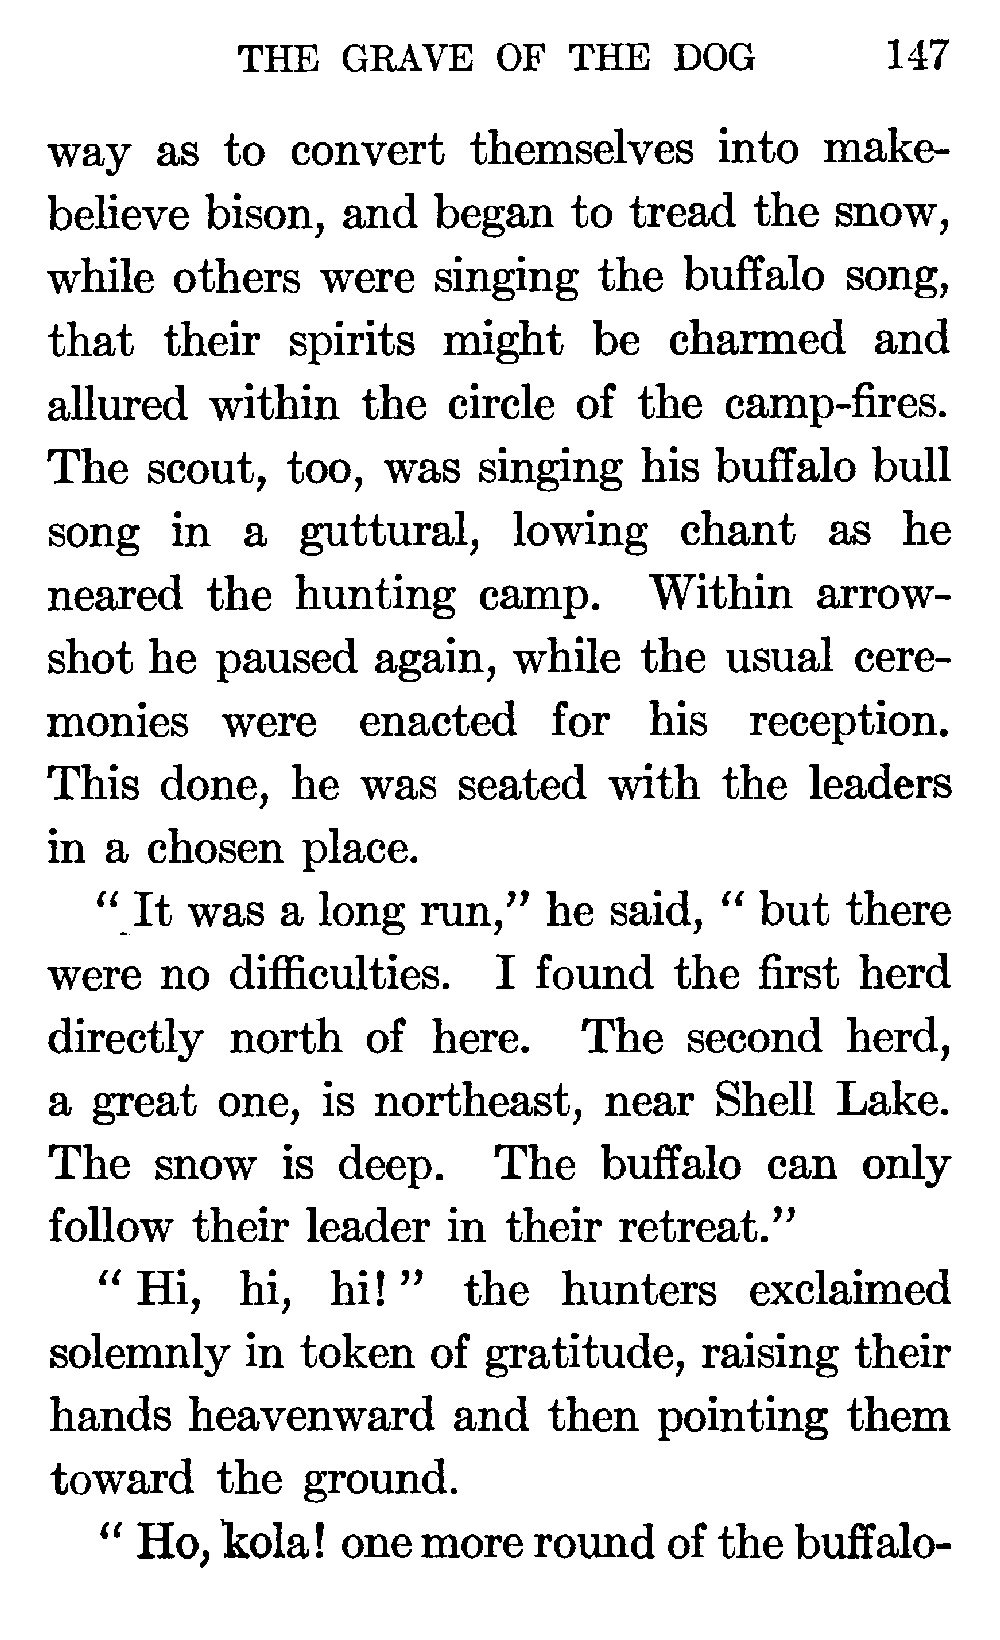 THE GRAVE OF THE DOG 147
way as to convert themselves into make-
believe bison, and began to tread the snow,
while others were singing the buffalo song,
that their spirits might be charmed and
allured within the circle of the camp-fires.
The scout, too, was singing his buffalo bull
song in a guttural, lowing chant as he
neared the hunting camp. Within arrow-
shot he paused again, while the usual cere-
monies were enacted for his reception.
This done, he was seated with the leaders
in a chosen place.
“ It was a long run,” he said, “ but there
were no difficulties. I found the first herd
directly north of here. The second herd,
a great one, is northeast, near Shell Lake.
The snow is deep. The buffalo can only
follow their leader in their retreat.”
“ Hi, hi, hi! ” the hunters exclaimed
solemnly in token of gratitude, raising their
hands heavenward and then pointing them
toward the ground.
“ Ho, kola! one more round of the buffalo-